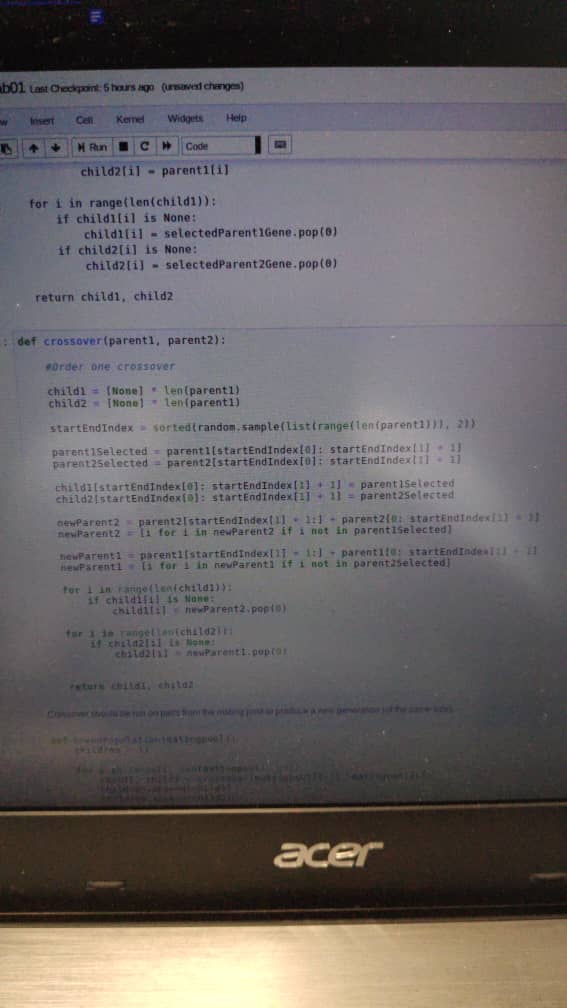 b01 Last Checkpoint: 5 hours ago (unsaved changes)
w Insert Cell Kernel Widgets Help
Run Code
child2[i] = parent1[i]
for i in range(len(child1)):
if child1[i] is None:
child1[i] = selectedParent1Gene.pop(0)
if child2[i] is None:
child2[i] = selectedParent2Gene.pop(0)
return child1, child2
: def crossover(parent1, parent2):
#Order one crossover
child1 = [None] * len(parent1)
child2 = [None] * len(parent1)
startEndIndex = sorted(random.sample(list(range(len(parent1))), 2))
parent1Selected = parent1[startEndIndex[0]: startEndIndex[1] + 1]
parent2Selected = parent2[startEndIndex[0]: startEndIndex[1] + 1]
child1[startEndIndex[0]: startEndIndex[1] + 1] = parent1Selected
child2[startEndIndex[0]: startEndIndex[1] + 1] = parent2Selected
newParent2 = parent2[startEndIndex[1] + 1:] + parent2[0: startEndIndex[1] + 1]
newParent2 = [i for i in newParent2 if i not in parent1Selected]
newParent1 = parent1[startEndIndex[1] + 1:] + parent1[0: startEndIndex[1] + 1]
newParent1 = [i for i in newParent1 if i not in parent2Selected]
for i in range(len(child1)):
if child1[i] is None:
child1[i] = newParent2.pop(0)
for i in range(len(child2)):
if child2[i] is None:
child2[i] = newParent1.pop(0)
return child1, child2
Crossover should be run on pairs from the mating pool to produce a new generation (of the same size).
acer